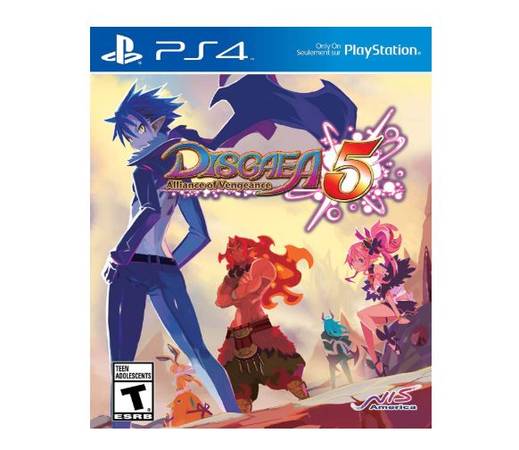 PS4
Only On
Seulement sur
PlayStation
DISGAEA 5
Alliance of Vengeance
TEEN
ADOLESCENTS
T
ESRB
NIS
America